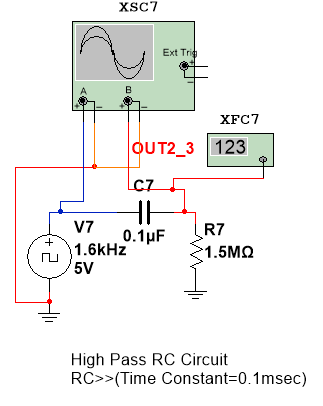 XSC7
Ext Trig
+
−
A
B
+
−
+
−
OUT2_3
XFC7
123
C7
0.1µF
V7
1.6kHz
5V
R7
1.5MΩ
High Pass RC Circuit
RC>>(Time Constant=0.1msec)